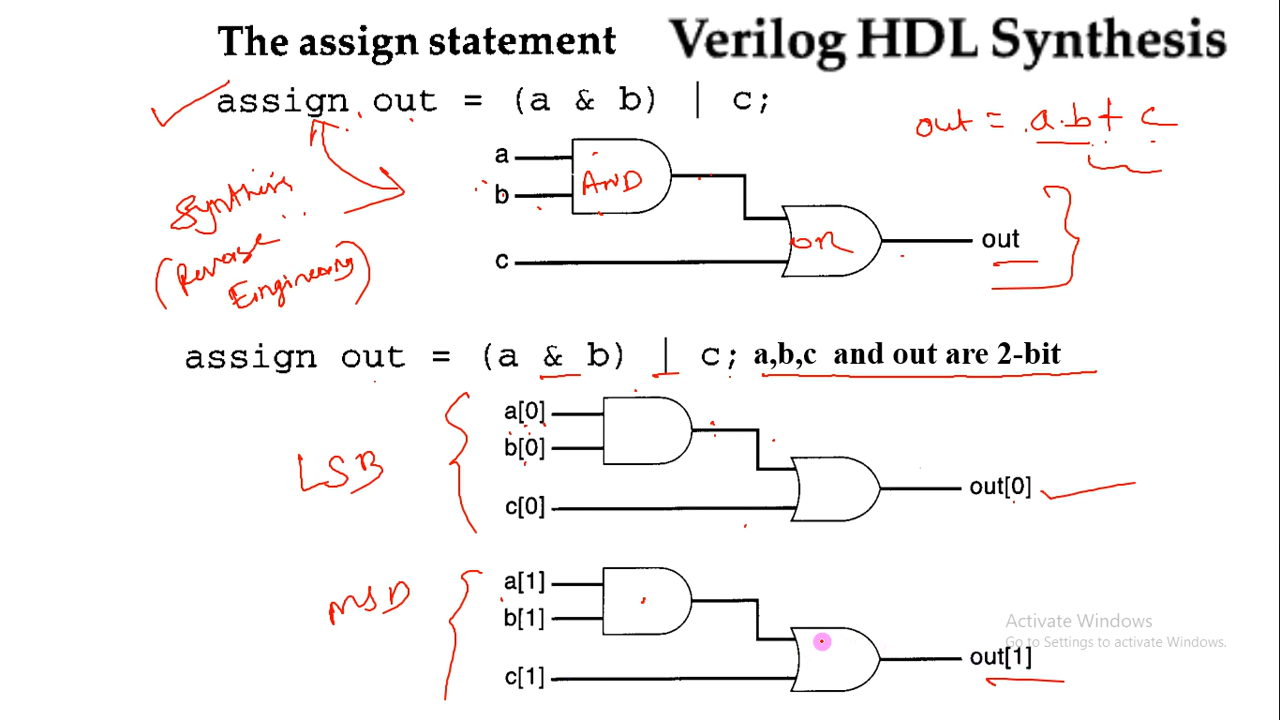 The assign statement Verilog HDL Synthesis
assign out = (a & b) | c;
out = a.b + c
a
AND
b
Synthesis
OR
out
(Reverse
Engineering)
c
assign out = (a & b) | c; a,b,c and out are 2-bit
a[0]
b[0]
LSB
out[0]
c[0]
a[1]
MSD
b[1]
Activate Windows
Go to Settings to activate Windows.
out[1]
c[1]